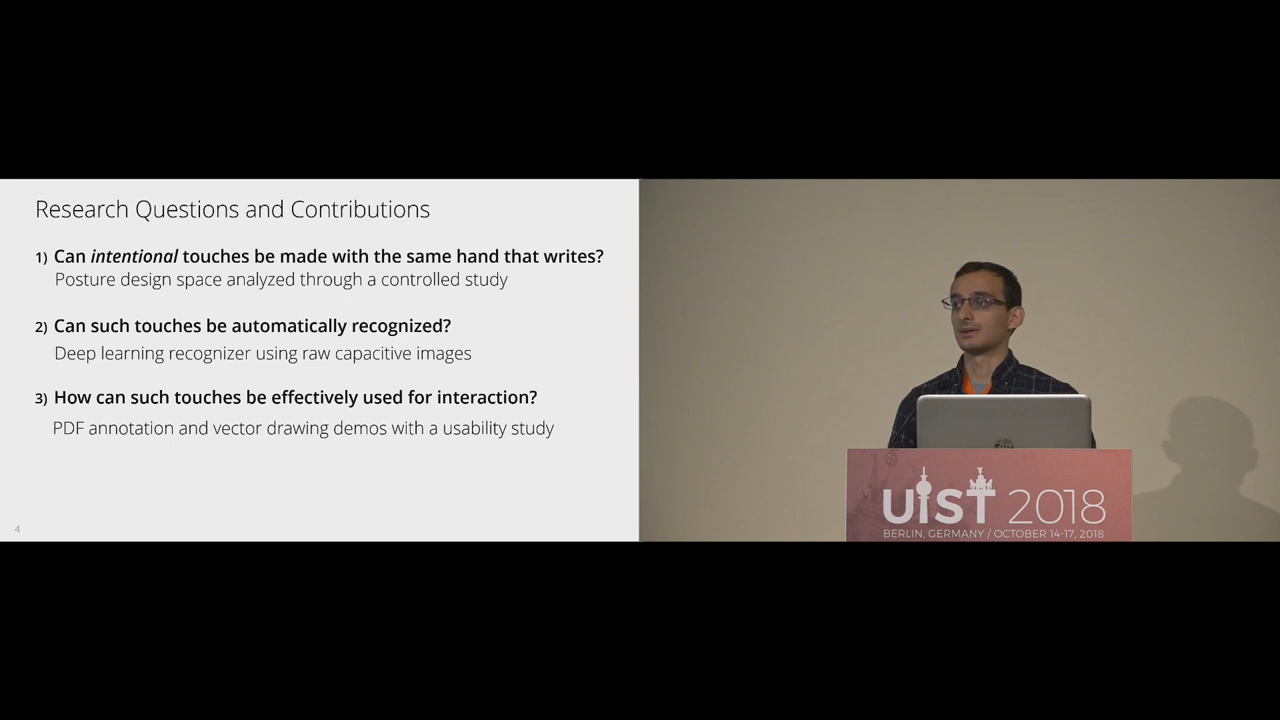 Research Questions and Contributions
1) Can intentional touches be made with the same hand that writes?
Posture design space analyzed through a controlled study
2) Can such touches be automatically recognized?
Deep learning recognizer using raw capacitive images
3) How can such touches be effectively used for interaction?
PDF annotation and vector drawing demos with a usability study
4
UIST 2018
BERLIN, GERMANY / OCTOBER 14-17, 2018